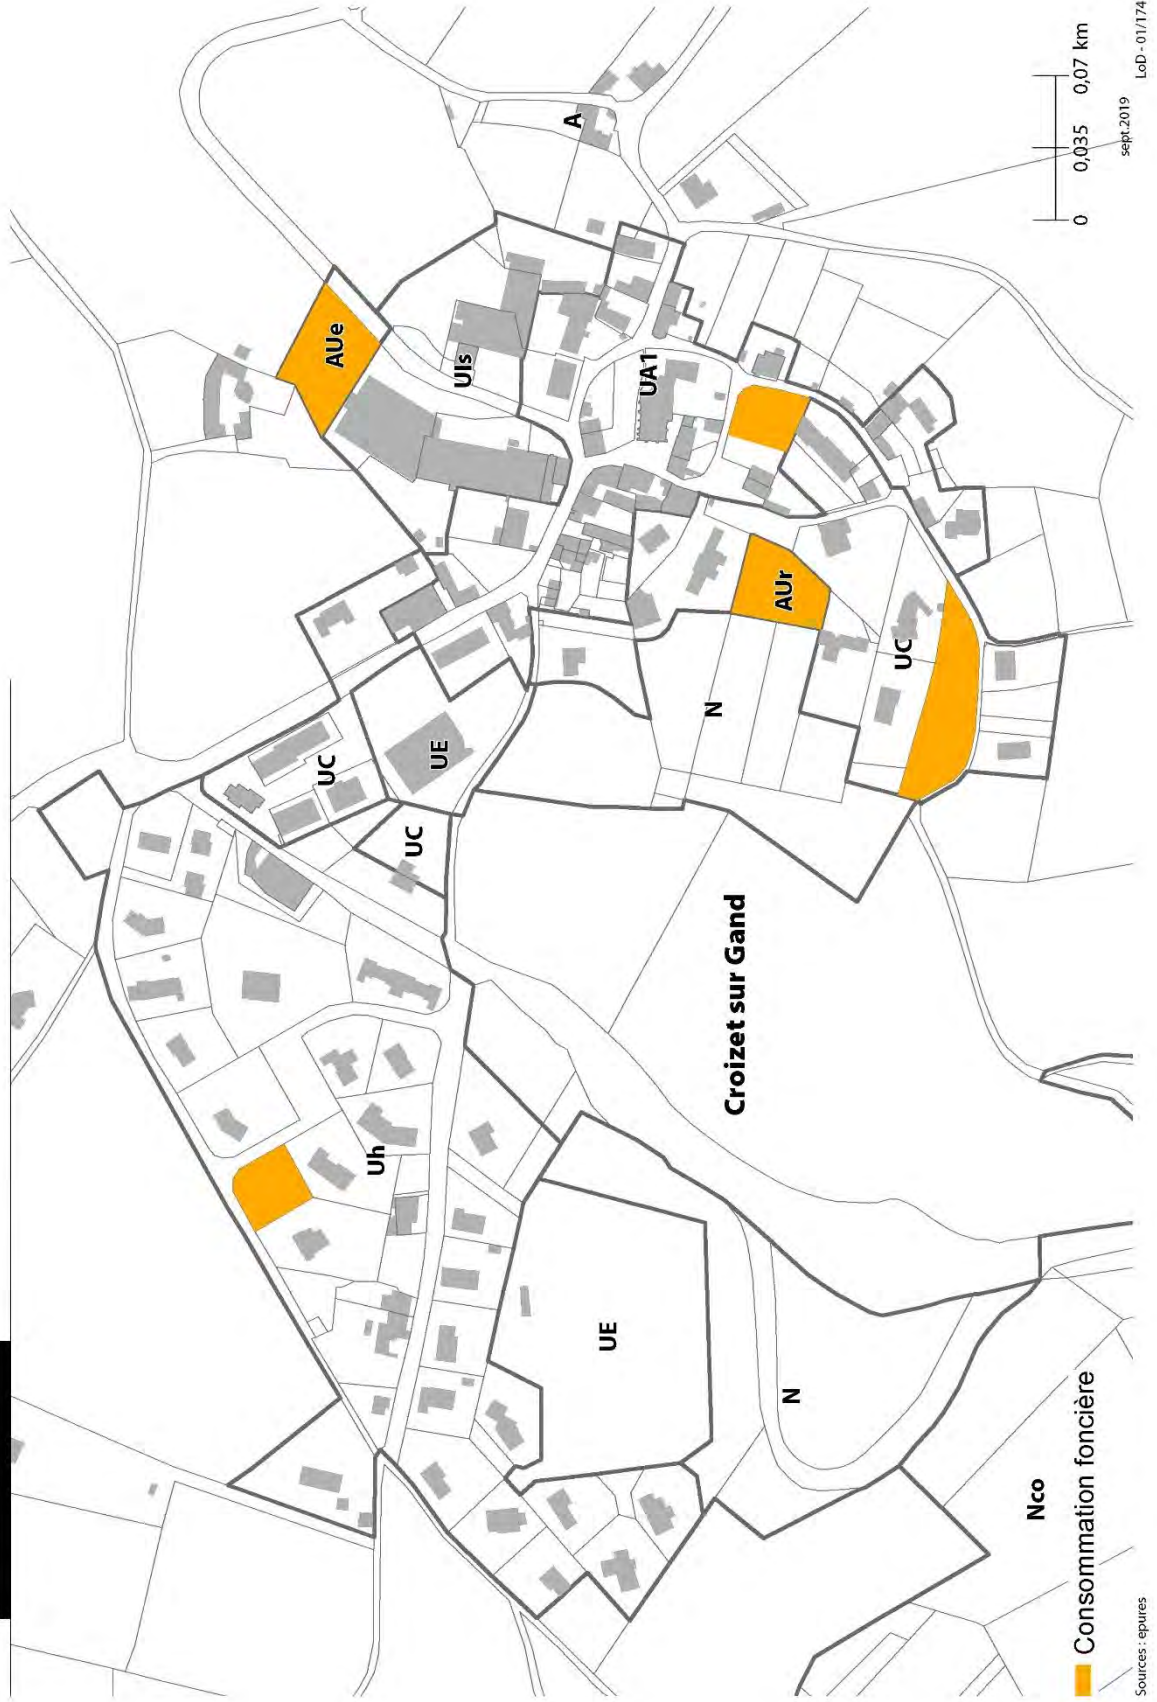 AUe
A
UIs
UA1
UC
UE
UC
AUr
UC
N
Croizet sur Gand
Uh
UE
N
Nco
Consommation foncière
Sources : epures
0 0,035 0,07 km
sept.2019
LoD - 01/174